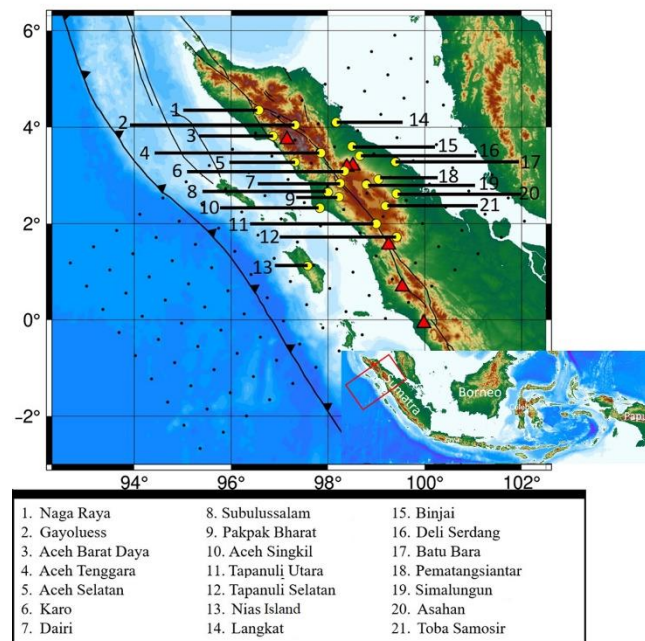 6°
1
14
4°
2
3
15
4
16
5
17
6
18
7
19
8
20
9
10
21
2°
11
12
13
0°
Borneo
matra
Papu
-2°
94°
96°
98°
100°
102°
1. Naga Raya
2. Gayoluess
3. Aceh Barat Daya
4. Aceh Tenggara
5. Aceh Selatan
6. Karo
7. Dairi
8. Subulussalam
9. Pakpak Bharat
10. Aceh Singkil
11. Tapanuli Utara
12. Tapanuli Selatan
13. Nias Island
14. Langkat
15. Binjai
16. Deli Serdang
17. Batu Bara
18. Pematangsiantar
19. Simalungun
20. Asahan
21. Toba Samosir